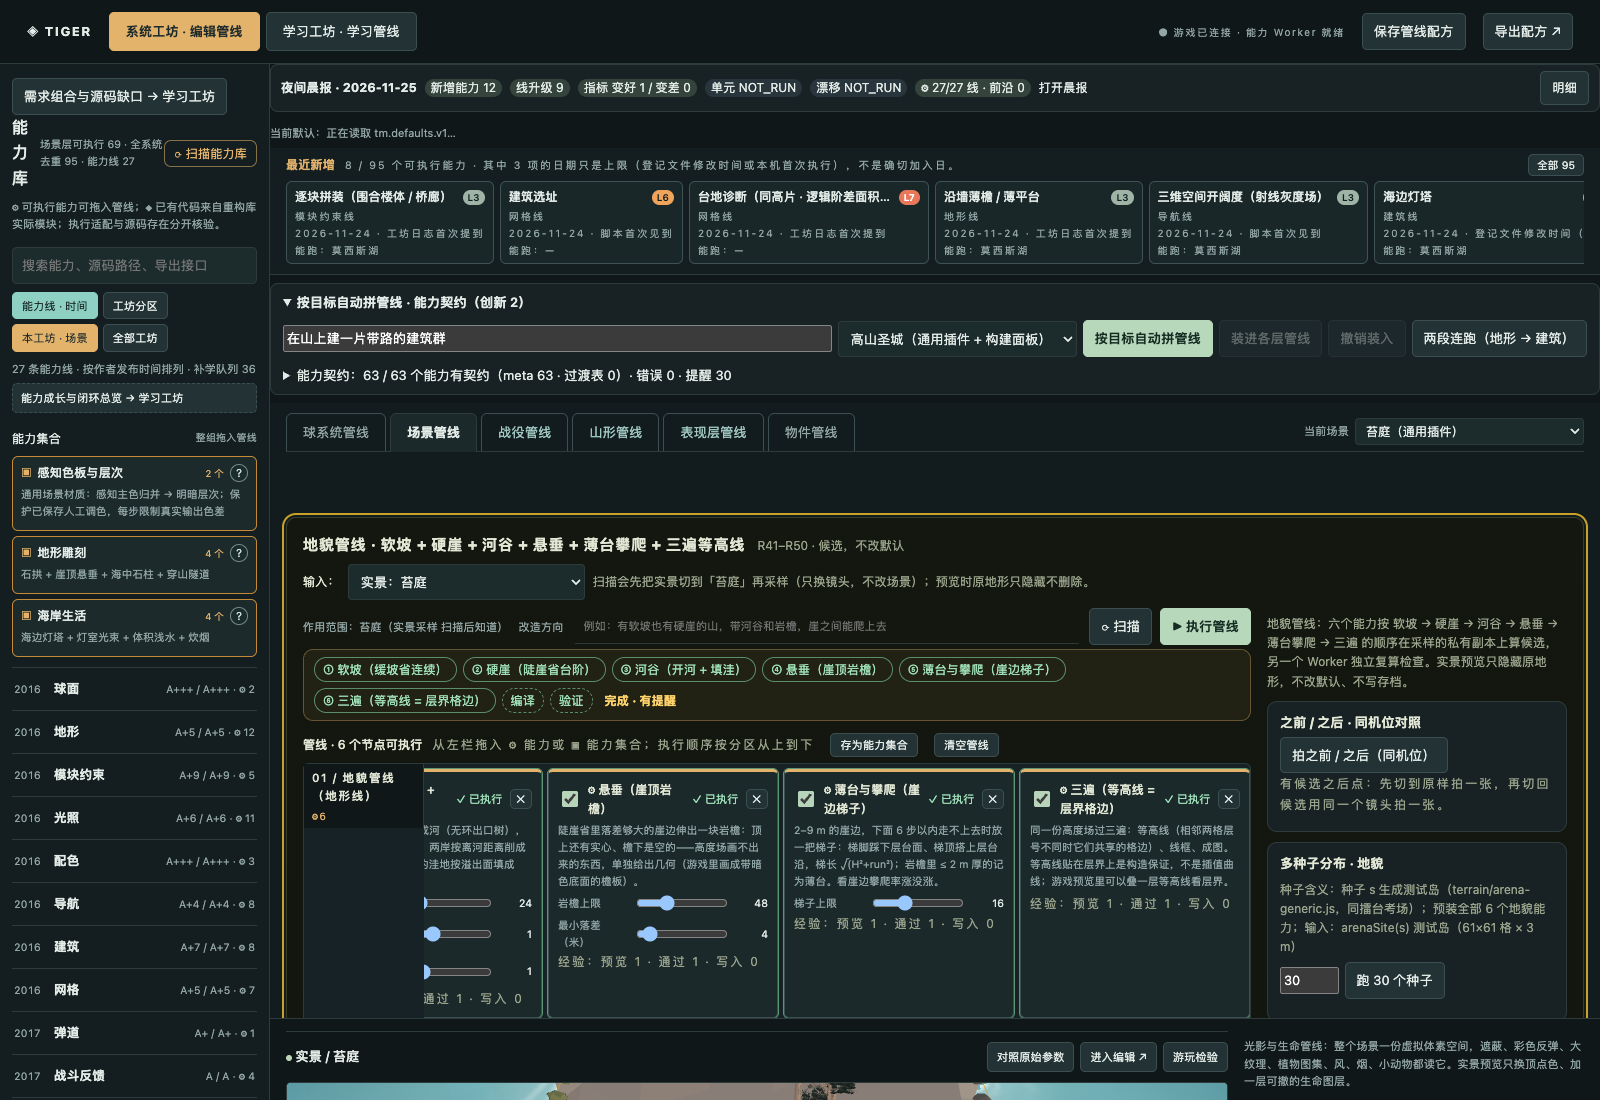 ◈ TIGER
系统工坊 · 编辑管线
学习工坊 · 学习管线
游戏已连接 · 能力 Worker 就绪
保存管线配方
导出配方 ↗
需求组合与源码缺口 → 学习工坊
能力库
场景层可执行 69 · 全系统去重 95 · 能力线 27
⟳ 扫描能力库
⚙ 可执行能力可拖入管线；◆ 已有代码来自重构库实际模块；执行适配与源码存在分开核验。
搜索能力、源码路径、导出接口
能力线 · 时间
工坊分区
本工坊 · 场景
全部工坊
27 条能力线 · 按作者发布时间排列 · 补学队列 36
能力成长与闭环总览 → 学习工坊
能力集合
整组拖入管线
▣ 感知色板与层次
2 个 ?
通用场景材质：感知主色归并 → 明暗层次；保护已保存人工调色，每步限制真实输出色差
▣ 地形雕刻
4 个 ?
石拱 + 崖顶悬垂 + 海中石柱 + 穿山隧道
▣ 海岸生活
4 个 ?
海边灯塔 + 灯室光束 + 体积浅水 + 炊烟
2016 球面 A+++ / A+++ · ⚙ 2
2016 地形 A+5 / A+5 · ⚙ 12
2016 模块约束 A+9 / A+9 · ⚙ 5
2016 光照 A+6 / A+6 · ⚙ 11
2016 配色 A+++ / A+++ · ⚙ 3
2016 导航 A+4 / A+4 · ⚙ 8
2016 建筑 A+7 / A+7 · ⚙ 8
2016 网格 A+5 / A+5 · ⚙ 7
2017 弹道 A+ / A+ · ⚙ 1
2017 战斗反馈 A / A · ⚙ 4
夜间晨报 · 2026-11-25
新增能力 12
线升级 9
指标 变好 1 / 变差 0
单元 NOT_RUN
漂移 NOT_RUN
⚙ 27/27 线 · 前沿 0
打开晨报
明细
当前默认：正在读取 tm.defaults.v1…
最近新增 8 / 95 个可执行能力 · 其中 3 项的日期只是上限（登记文件修改时间或本机首次执行），不是确切加入日。
全部 95
逐块拼装（围合楼体 / 桥廊） L3
模块约束线
2026-11-24 · 工坊日志首次提到
能跑：莫西斯湖
建筑选址 L6
网格线
2026-11-24 · 脚本首次见到
能跑：—
台地诊断（同高片 · 逻辑阶差面积… L7
网格线
2026-11-24 · 工坊日志首次提到
能跑：—
沿墙薄檐 / 薄平台 L3
地形线
2026-11-24 · 工坊日志首次提到
能跑：莫西斯湖
三维空间开阔度（射线灰度场） L3
导航线
2026-11-24 · 脚本首次见到
能跑：莫西斯湖
海边灯塔
建筑线
2026-11-24 · 登记文件修改时间（
能跑：莫西斯湖
▼ 按目标自动拼管线 · 能力契约（创新 2）
在山上建一片带路的建筑群
高山圣城（通用插件 + 构建面板）
按目标自动拼管线
装进各层管线
撤销装入
两段连跑（地形 → 建筑）
▶ 能力契约：63 / 63 个能力有契约（meta 63 · 过渡表 0）· 错误 0 · 提醒 30
球系统管线
场景管线
战役管线
山形管线
表现层管线
物件管线
当前场景
苔庭（通用插件）
地貌管线 · 软坡 + 硬崖 + 河谷 + 悬垂 + 薄台攀爬 + 三遍等高线 R41–R50 · 候选，不改默认
输入：
实景：苔庭
扫描会先把实景切到「苔庭」再采样（只换镜头，不改场景）；预览时原地形只隐藏不删除。
作用范围：苔庭（实景采样 扫描后知道）
改造方向
例如：有软坡也有硬崖的山，带河谷和岩檐，崖之间能爬上去
⟳ 扫描
▶ 执行管线
① 软坡（缓坡省连续）
② 硬崖（陡崖省台阶）
③ 河谷（开河 + 填洼）
④ 悬垂（崖顶岩檐）
⑤ 薄台与攀爬（崖边梯子）
⑥ 三遍（等高线 = 层界格边）
编译
验证
完成 · 有提醒
管线 · 6 个节点可执行 从左栏拖入 ⚙ 能力或 ▣ 能力集合；执行顺序按分区从上到下
存为能力集合
清空管线
01 / 地貌管线（地形线）
⚙6
+ ✓ 已执行 ✕
河（无环出口树），
两岸按离河距离削成
的洼地按溢出面填成
24
1
1
通过 1 · 写入 0
⚙ 悬垂（崖顶岩檐） ✓ 已执行 ✕
陡崖省里落差够大的崖边伸出一块岩檐：顶上还有实心、檐下是空的——高度场画不出来的东西，单独给出几何（游戏里画成带暗色底面的檐板）。
岩檐上限 48
最小落差（米） 4
经验：预览 1 · 通过 1 · 写入 0
⚙ 薄台与攀爬（崖边梯子） ✓ 已执行 ✕
2–9 m 的崖边，下面 6 步以内走不上去时放一把梯子：梯脚踩下层台面、梯顶搭上层台沿，梯长 √(H²+run²)；岩檐里 ≤ 2 m 厚的记为薄台。看崖边攀爬率涨没涨。
梯子上限 16
经验：预览 1 · 通过 1 · 写入 0
⚙ 三遍（等高线 = 层界格边） ✓ 已执行 ✕
同一份高度场过三遍：等高线（相邻两格层号不同时它们共享的格边）、线框、成图。等高线贴在层界上是构造保证，不是插值曲线；游戏预览里可以叠一层等高线看层界。
经验：预览 1 · 通过 1 · 写入 0
地貌管线：六个能力按 软坡 → 硬崖 → 河谷 → 悬垂 → 薄台攀爬 → 三遍 的顺序在采样的私有副本上算候选，另一个 Worker 独立复算检查。实景预览只隐藏原地形，不改默认、不写存档。
之前 / 之后 · 同机位对照
拍之前 / 之后（同机位）
有候选之后点：先切到原样拍一张，再切回候选用同一个镜头拍一张。
多种子分布 · 地貌
种子含义：种子 s 生成测试岛（terrain/arena-generic.js，同擂台考场）；预装全部 6 个地貌能力；输入：arenaSite(s) 测试岛（61×61 格 × 3 m）
30
跑 30 个种子
实景 / 苔庭
对照原始参数
进入编辑 ↗
游玩检验
光影与生命管线：整个场景一份虚拟体素空间，遮蔽、彩色反弹、大纹理、植物图集、风、烟、小动物都读它。实景预览只换顶点色、加一层可撤的生命图层。